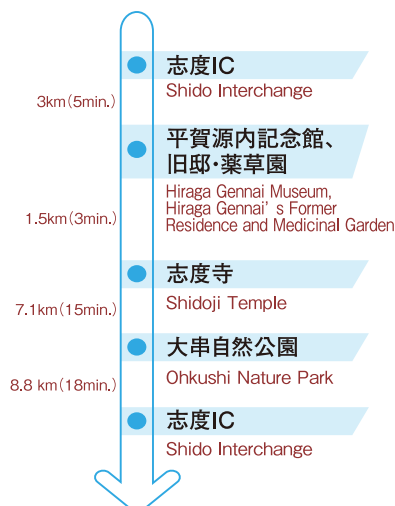 志度IC
Shido Interchange
3km(5min.)
平賀源内記念館、
旧邸・薬草園
Hiraga Gennai Museum,
Hiraga Gennai’s Former
Residence and Medicinal Garden
1.5km(3min.)
志度寺
Shidoji Temple
7.1km(15min.)
大串自然公園
Ohkushi Nature Park
8.8 km(18min.)
志度IC
Shido Interchange